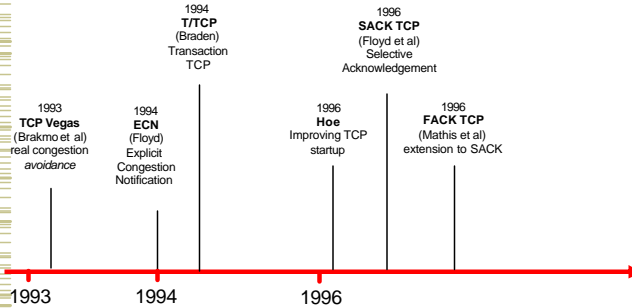 1994
T/TCP
(Braden)
Transaction
TCP
1996
SACK TCP
(Floyd et al)
Selective
Acknowledgement
1993
TCP Vegas
(Brakmo et al)
real congestion
avoidance
1994
ECN
(Floyd)
Explicit
Congestion
Notification
1996
Hoe
Improving TCP
startup
1996
FACK TCP
(Mathis et al)
extension to SACK
1993
1994
1996